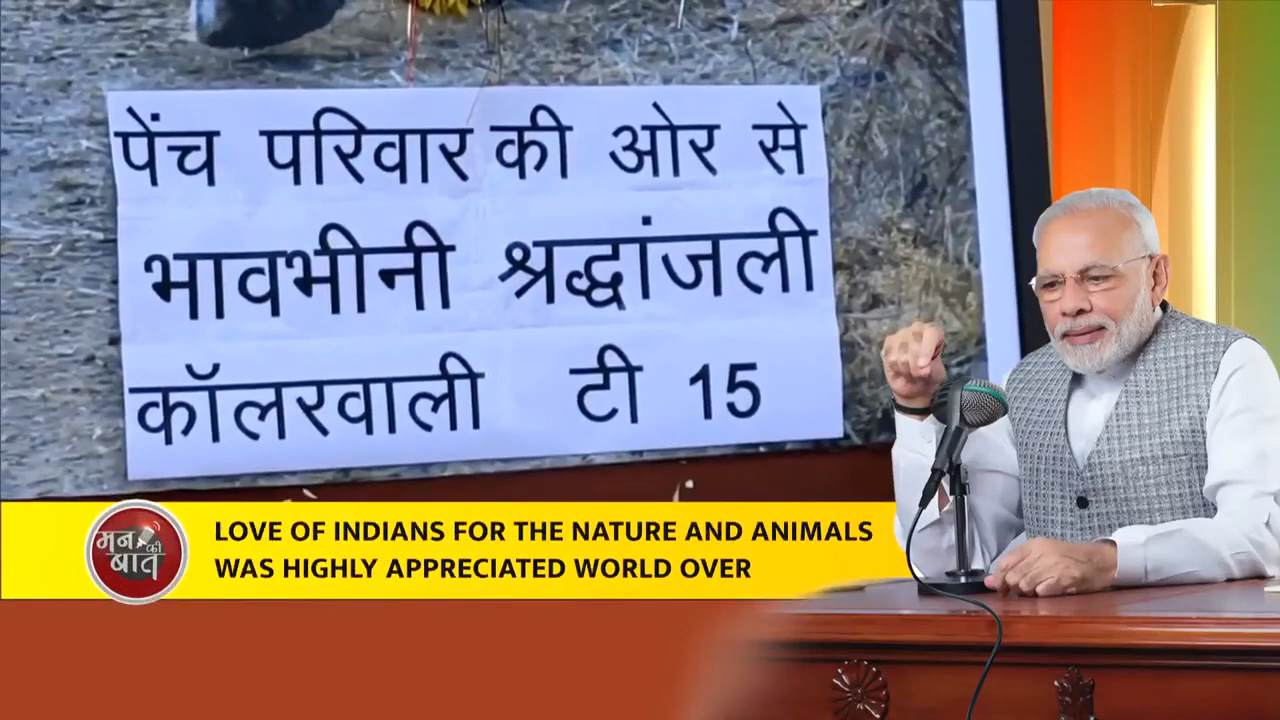 पेंच परिवार की ओर से
भावभीनी श्रद्धांजली
कॉलरवाली टी 15
मन की बात
LOVE OF INDIANS FOR THE NATURE AND ANIMALS
WAS HIGHLY APPRECIATED WORLD OVER